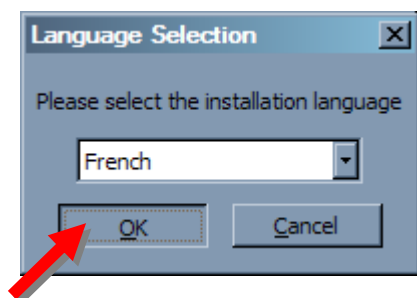 Language Selection
Please select the installation language
French
OK
Cancel